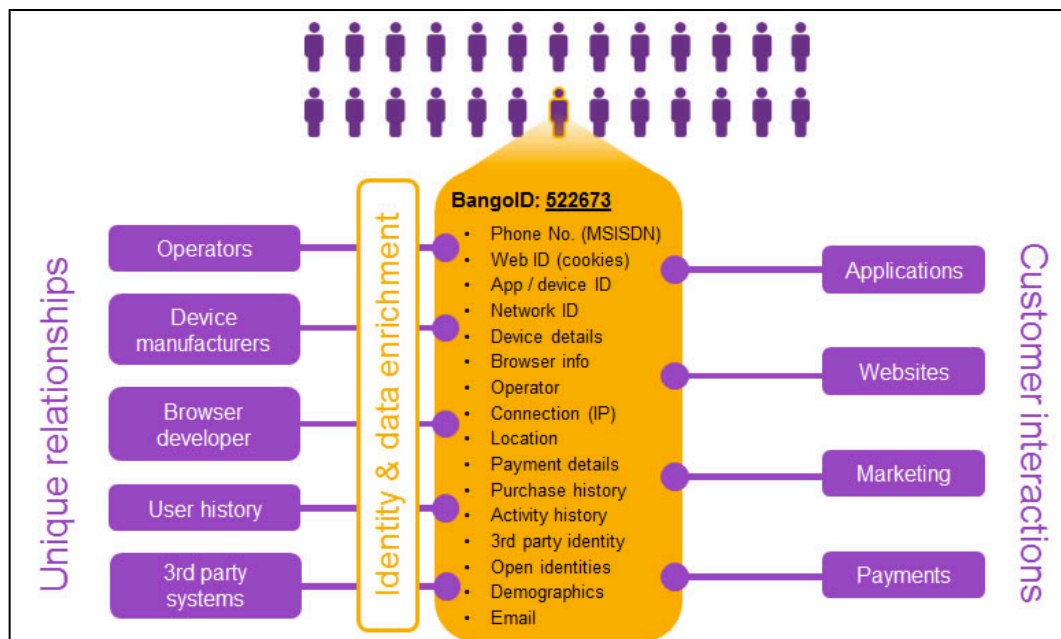 Unique relationships
Operators
Device
manufacturers
Browser
developer
User history
3rd party
systems
Identity & data enrichment
BangoID: 522673
• Phone No. (MSISDN)
• Web ID (cookies)
• App / device ID
• Network ID
• Device details
• Browser info
• Operator
• Connection (IP)
• Location
• Payment details
• Purchase history
• Activity history
• 3rd party identity
• Open identities
• Demographics
• Email
Applications
Websites
Marketing
Payments
Customer interactions